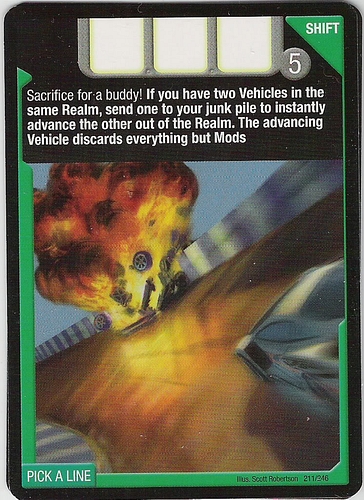 SHIFT
5
Sacrifice for a buddy! If you have two Vehicles in the
same Realm, send one to your junk pile to instantly
advance the other out of the Realm. The advancing
Vehicle discards everything but Mods
PICK A LINE
Illus. Scott Robertson 211/246